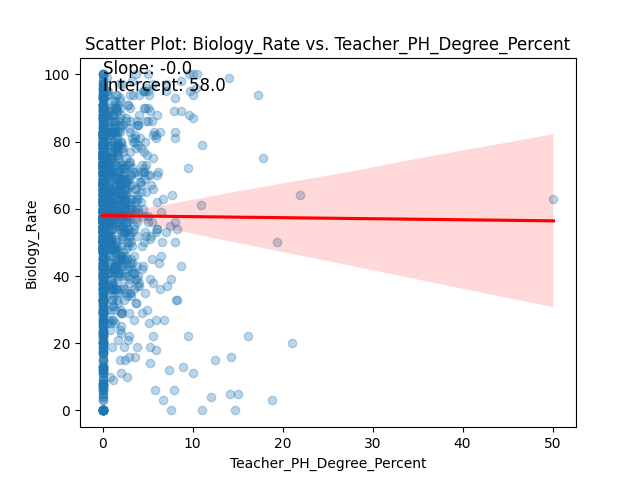 Scatter Plot: Biology_Rate vs. Teacher_PH_Degree_Percent
Slope: -0.0
Intercept: 58.0
100
80
60
40
20
0
Biology_Rate
0 10 20 30 40 50
Teacher_PH_Degree_Percent